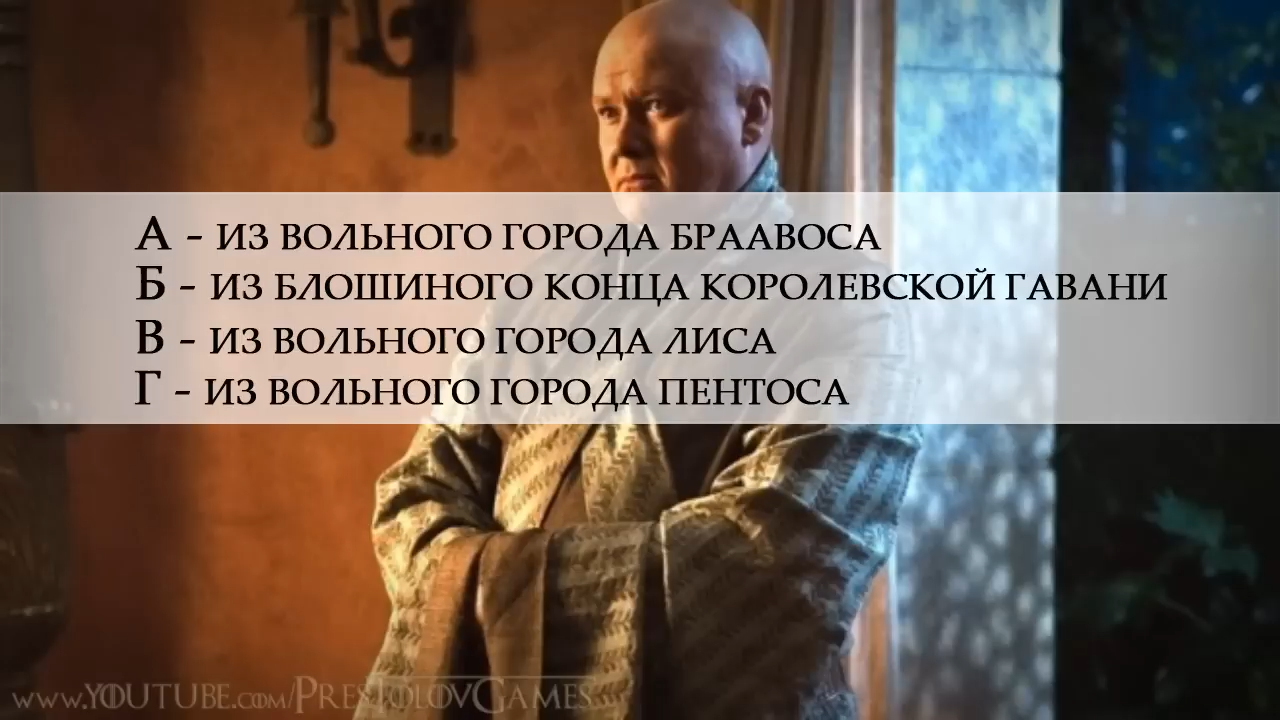 А - ИЗ ВОЛЬНОГО ГОРОДА БРААВОСА
Б - ИЗ БЛОШИНОГО КОНЦА КОРОЛЕВСКОЙ ГАВАНИ
В - ИЗ ВОЛЬНОГО ГОРОДА ЛИСА
Г - ИЗ ВОЛЬНОГО ГОРОДА ПЕНТОСА
www.YOUTUBE.com/PRESTOLOVGAMES